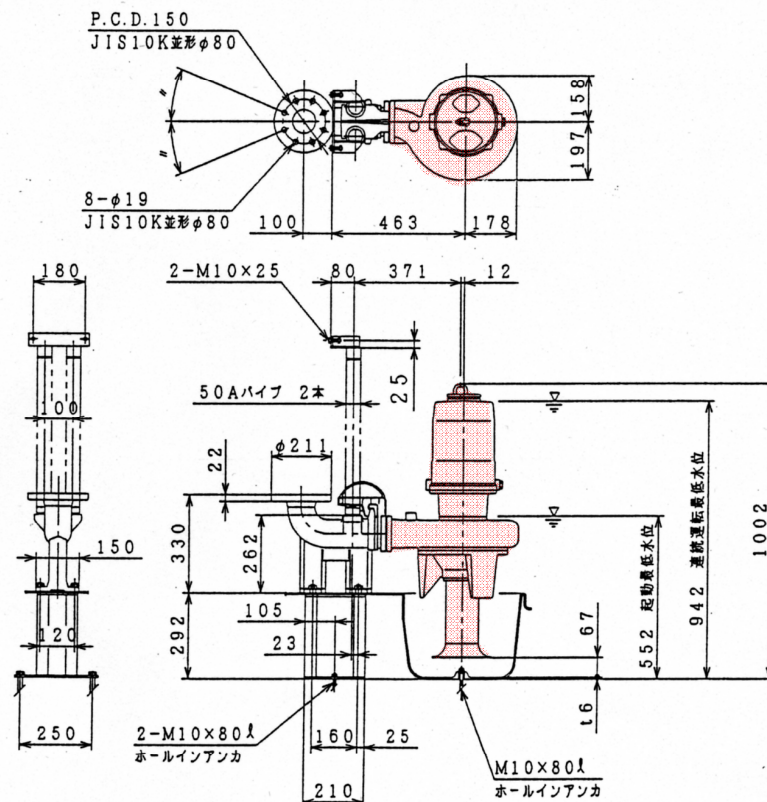 P.C.D.150
JIS10K並形φ80
〃
〃
8-φ19
JIS10K並形φ80
158
197
100
463
178
180
2-M10×25
80
371
12
100
50Aパイプ 2本
25
φ211
22
150
330
262
1002
942 連続運転最低水位
552 起動最低水位
120
105
292
23
67
t6
250
2-M10×80ℓ
ホールインアンカ
160
25
210
M10×80ℓ
ホールインアンカ